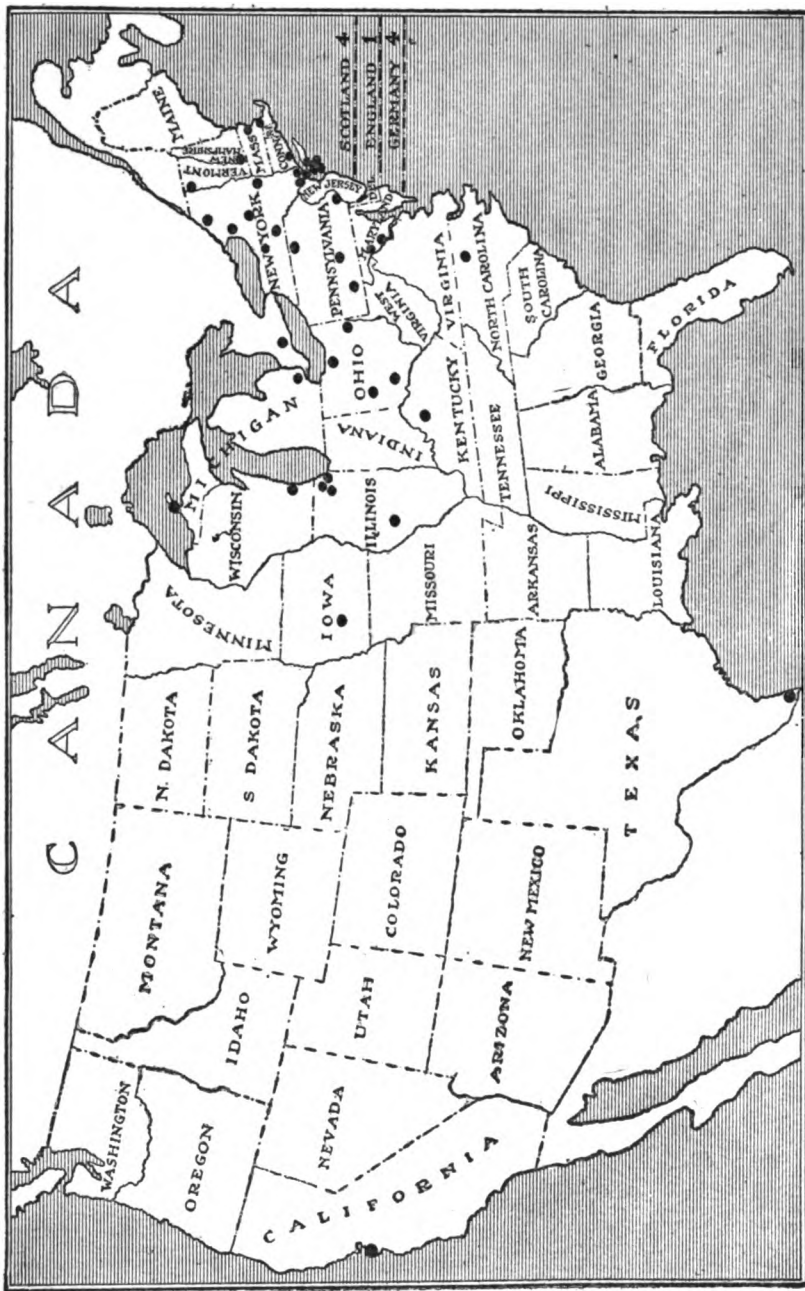 CANADA
WASHINGTON
OREGON
CALIFORNIA
NEVADA
IDAHO
MONTANA
WYOMING
UTAH
ARIZONA
COLORADO
NEW MEXICO
N. DAKOTA
S DAKOTA
NEBRASKA
KANSAS
OKLAHOMA
TEXAS
MINNESOTA
IOWA
MISSOURI
ARKANSAS
LOUISIANA
WISCONSIN
ILLINOIS
MICHIGAN
INDIANA
OHIO
KENTUCKY
TENNESSEE
MISSISSIPPI
ALABAMA
GEORGIA
FLORIDA
SOUTH
CAROLINA
NORTH CAROLINA
VIRGINIA
WEST
VIRGINIA
MARYLAND
DEL
PENNSYLVANIA
NEW JERSEY
NEW YORK
CONN
MASS
VERMONT
NEW
HAMPSHIRE
MAINE
SCOTLAND 4
ENGLAND 1
GERMANY 4